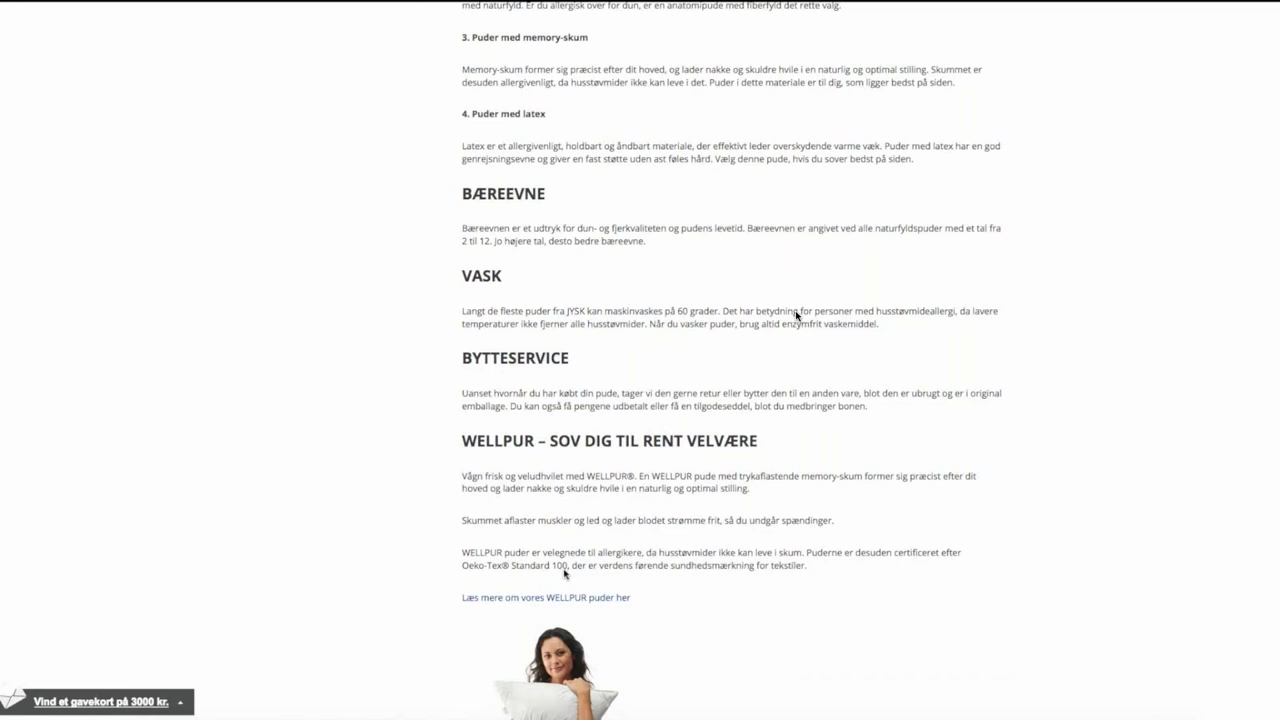 med naturfyld. Er du allergisk over for dun, er en anatomipude med fiberfyld det rette valg.
3. Puder med memory-skum
Memory-skum former sig præcist efter dit hoved, og lader nakke og skuldre hvile i en naturlig og optimal stilling. Skummet er
desuden allergivenligt, da husstøvmider ikke kan leve i det. Puder i dette materiale er til dig, som ligger bedst på siden.
4. Puder med latex
Latex er et allergivenligt, holdbart og åndbart materiale, der effektivt leder overskydende varme væk. Puder med latex har en god
genrejsningsevne og giver en fast støtte uden ast føles hård. Vælg denne pude, hvis du sover bedst på siden.
BÆREEVNE
Bæreevnen er et udtryk for dun- og fjerkvaliteten og pudens levetid. Bæreevnen er angivet ved alle naturfyldspuder med et tal fra
2 til 12. Jo højere tal, desto bedre bæreevne.
VASK
Langt de fleste puder fra JYSK kan maskinvaskes på 60 grader. Det har betydning for personer med husstøvmideallergi, da lavere
temperaturer ikke fjerner alle husstøvmider. Når du vasker puder, brug altid enzymfrit vaskemiddel.
BYTTESERVICE
Uanset hvornår du har købt din pude, tager vi den gerne retur eller bytter den til en anden vare, blot den er ubrugt og er i original
emballage. Du kan også få pengene udbetalt eller få en tilgodeseddel, blot du medbringer bonen.
WELLPUR – SOV DIG TIL RENT VELVÆRE
Vågn frisk og veludhvilet med WELLPUR®. En WELLPUR pude med trykaflastende memory-skum former sig præcist efter dit
hoved og lader nakke og skuldre hvile i en naturlig og optimal stilling.
Skummet aflaster muskler og led og lader blodet strømme frit, så du undgår spændinger.
WELLPUR puder er velegnede til allergikere, da husstøvmider ikke kan leve i skum. Puderne er desuden certificeret efter
Oeko-Tex® Standard 100, der er verdens førende sundhedsmærkning for tekstiler.
Læs mere om vores WELLPUR puder her
Vind et gavekort på 3000 kr.